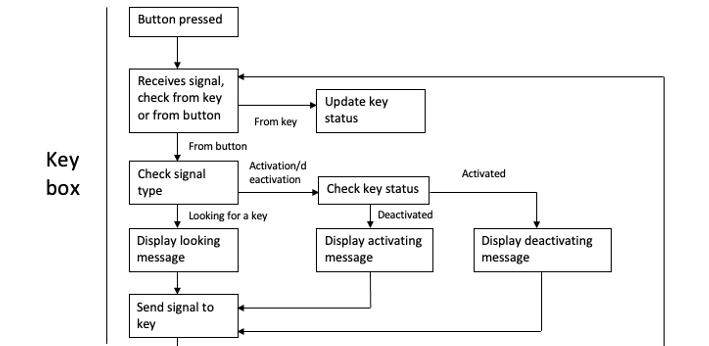 Button pressed
Receives signal,
check from key
or from button
Update key
status
From key
From button
Key
box
Check signal
type
Activation/d
eactivation
Check key status
Activated
Looking for a key
Deactivated
Display looking
message
Display activating
message
Display deactivating
message
Send signal to
key